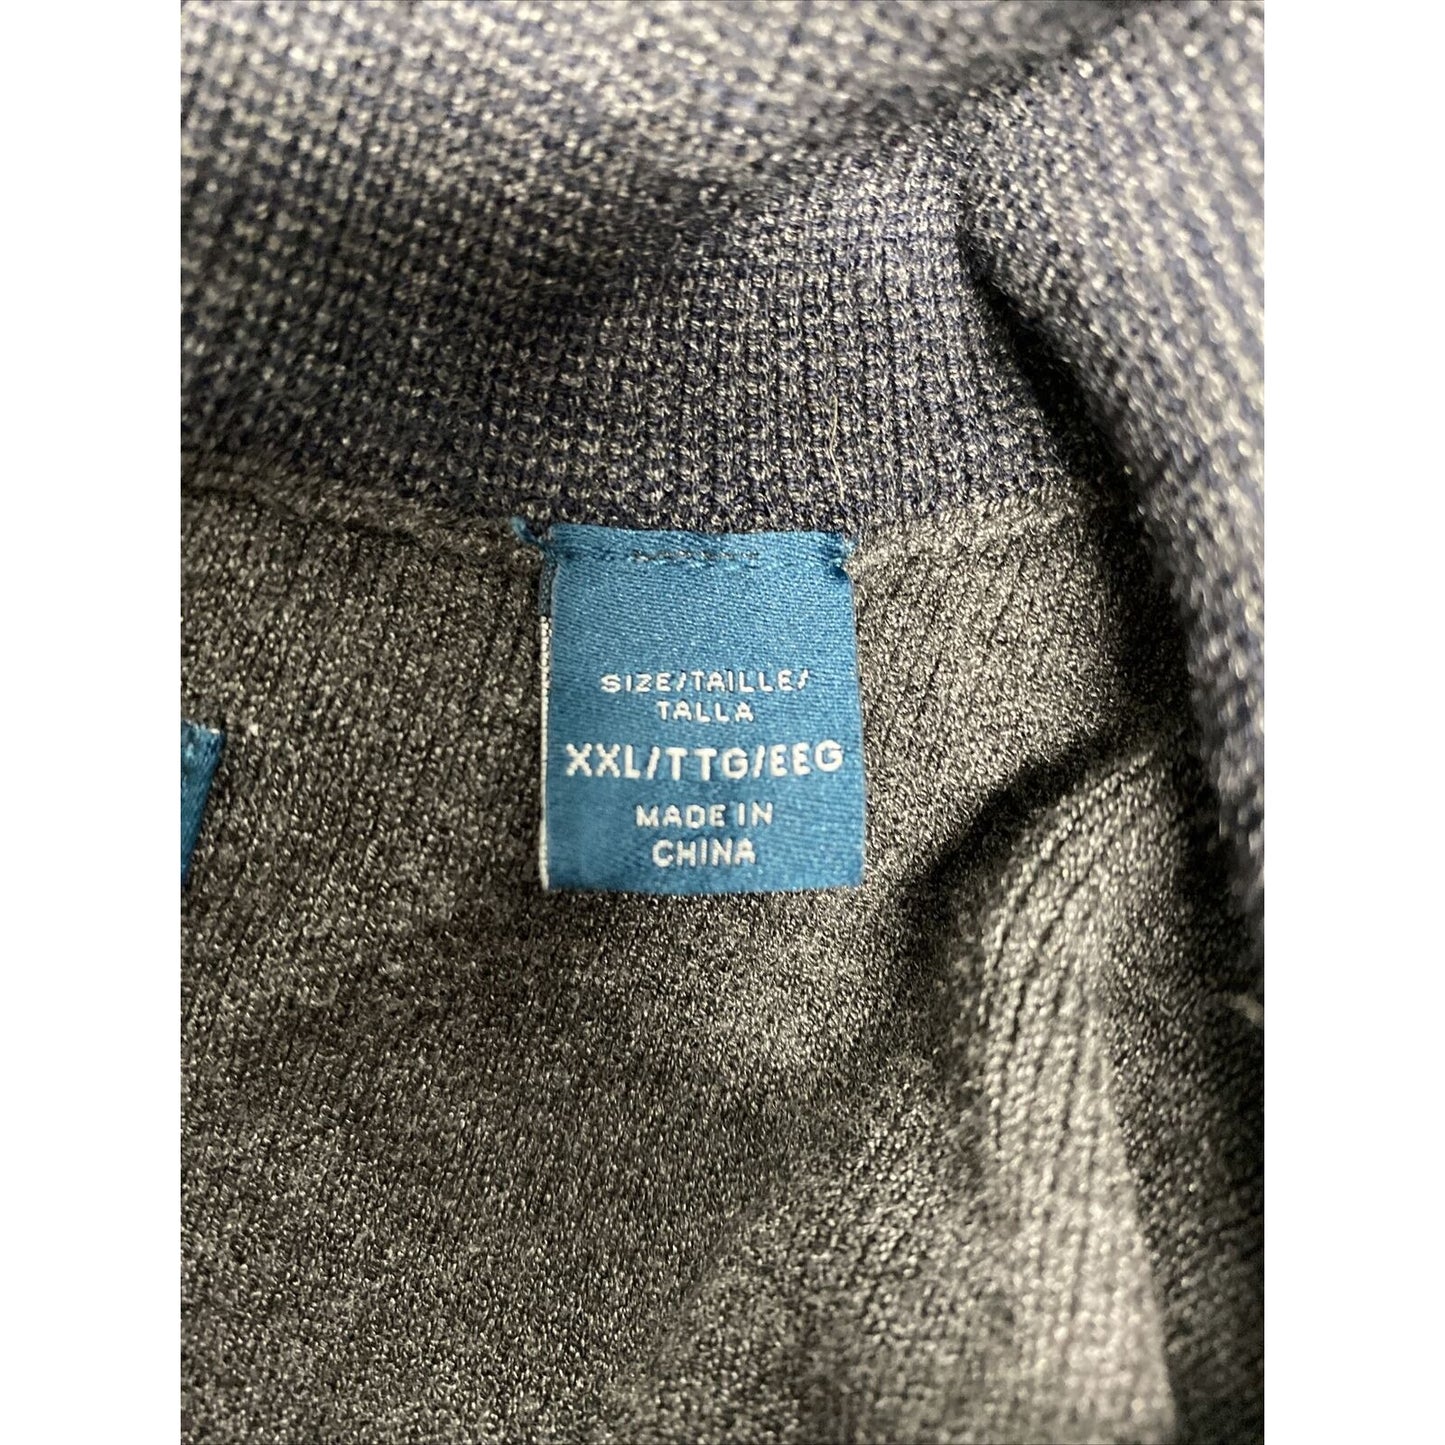 SIZE/TAILLE/
TALLA
XXL/TTG/EEG
MADE IN
CHINA